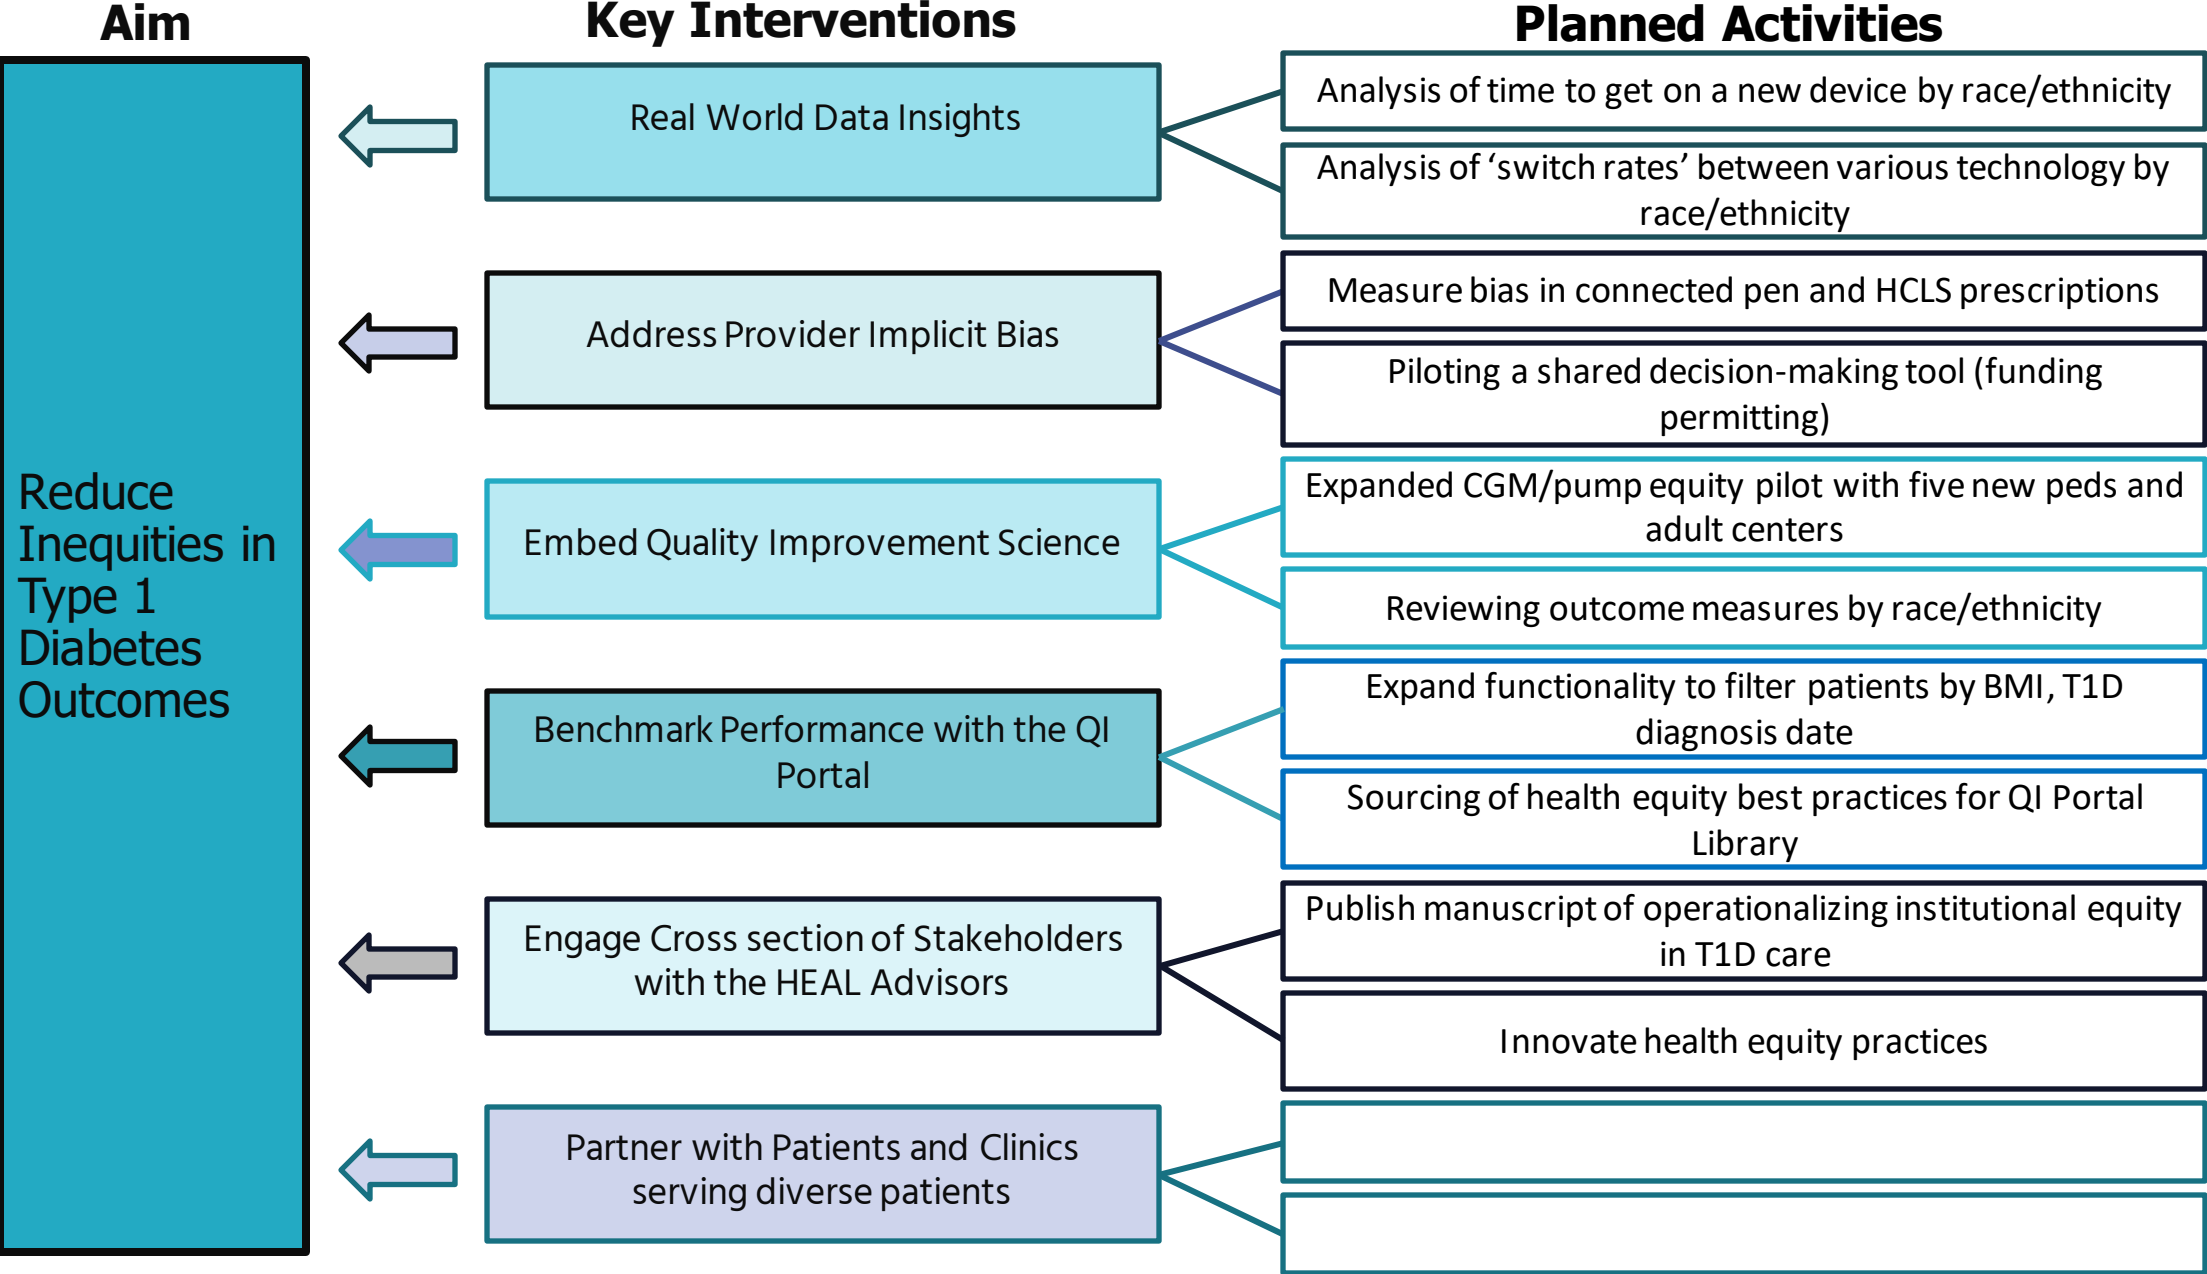 Aim
Key Interventions
Planned Activities
Reduce
Inequities in
Type 1
Diabetes
Outcomes
Real World Data Insights
Analysis of time to get on a new device by race/ethnicity
Analysis of ‘switch rates’ between various technology by
race/ethnicity
Address Provider Implicit Bias
Measure bias in connected pen and HCLS prescriptions
Piloting a shared decision-making tool (funding
permitting)
Embed Quality Improvement Science
Expanded CGM/pump equity pilot with five new peds and
adult centers
Reviewing outcome measures by race/ethnicity
Benchmark Performance with the QI
Portal
Expand functionality to filter patients by BMI, T1D
diagnosis date
Sourcing of health equity best practices for QI Portal
Library
Engage Cross section of Stakeholders
with the HEAL Advisors
Publish manuscript of operationalizing institutional equity
in T1D care
Innovate health equity practices
Partner with Patients and Clinics
serving diverse patients